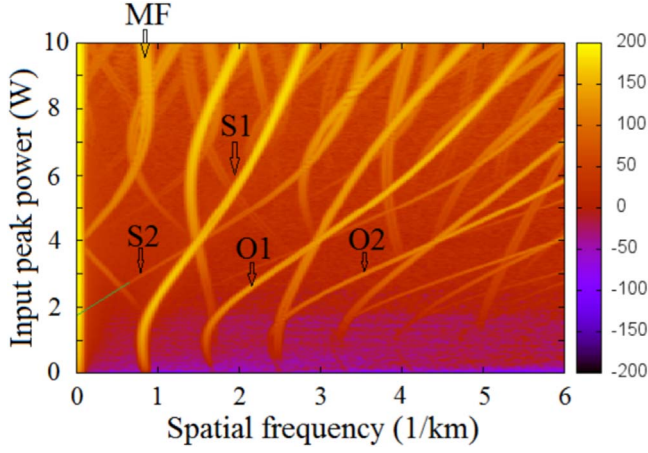 MF
10
200
8
150
S1
100
6
50
S2
O1
O2
0
4
-50
2
-100
-150
0
-200
0 1 2 3 4 5 6
Input peak power (W)
Spatial frequency (1/km)